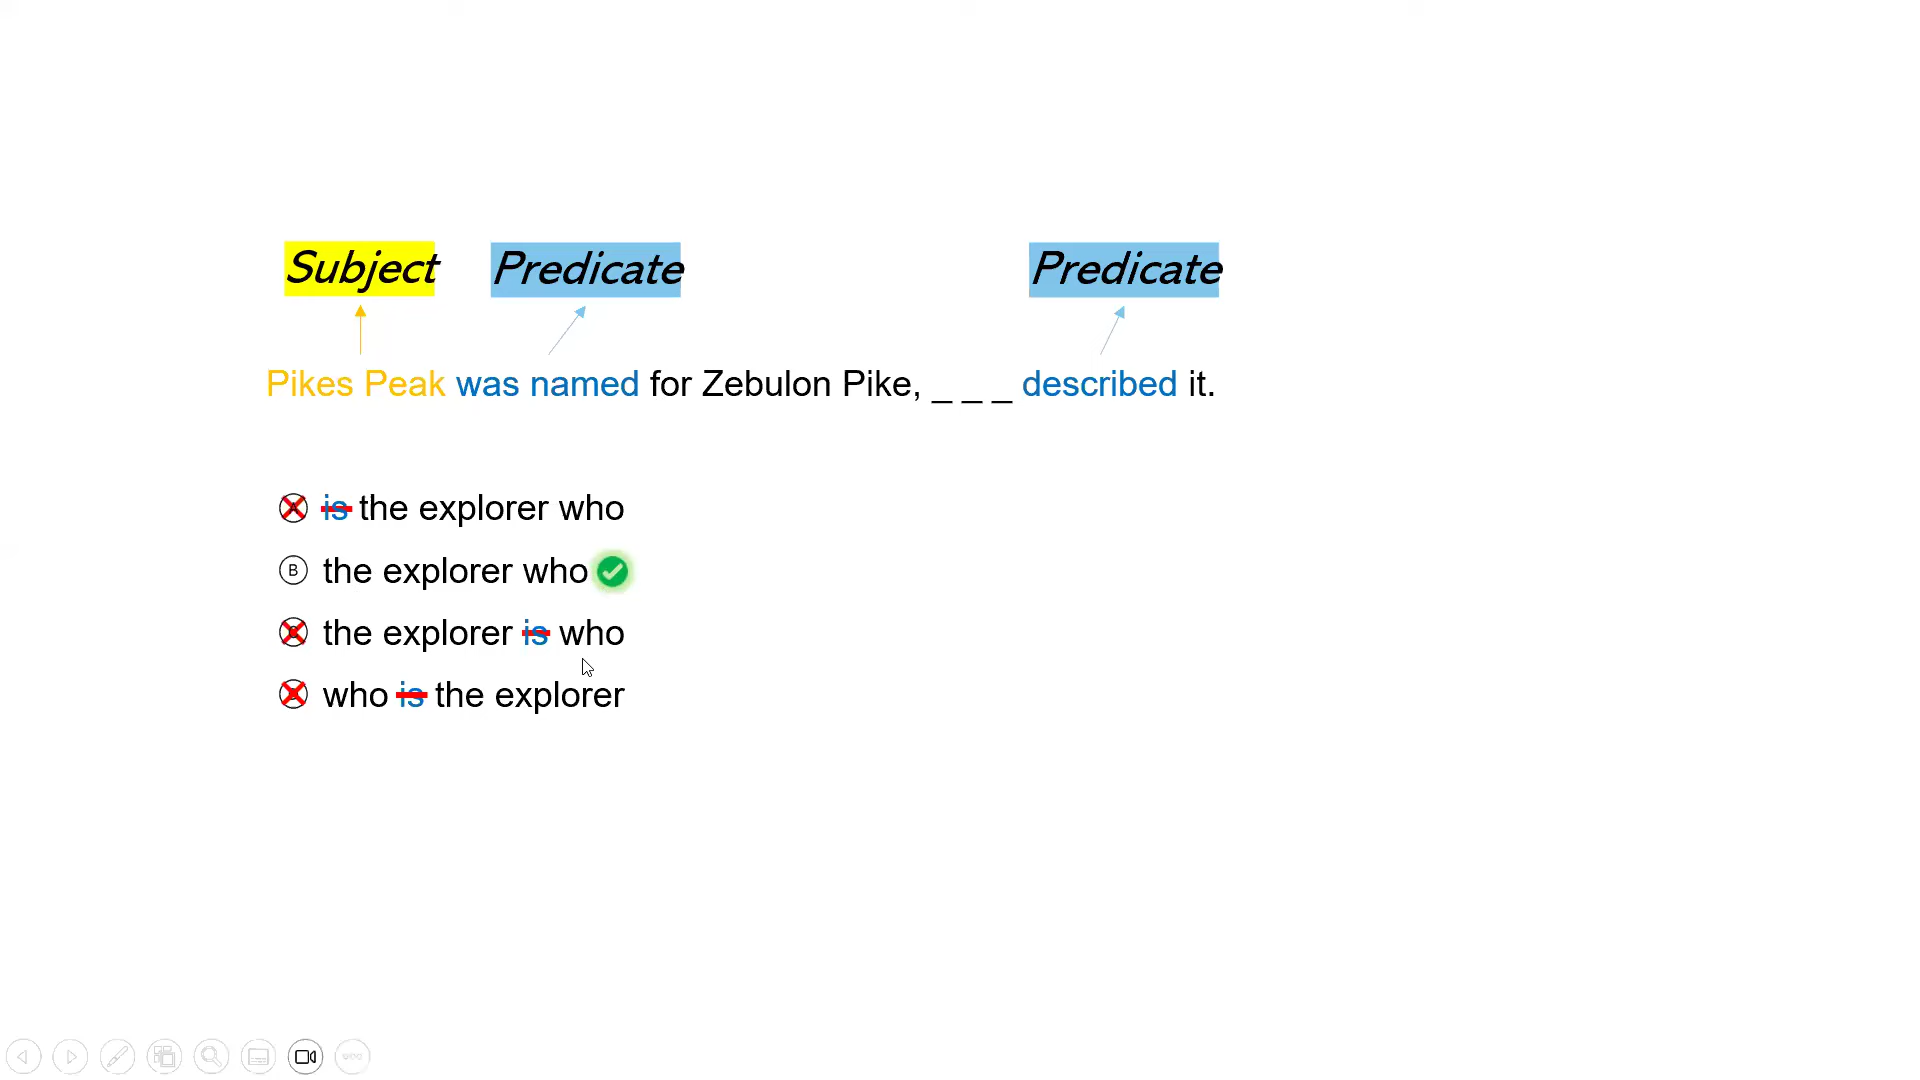 Subject Predicate Predicate
Pikes Peak was named for Zebulon Pike, _ _ _ described it.
is the explorer who
B the explorer who
the explorer is who
who is the explorer